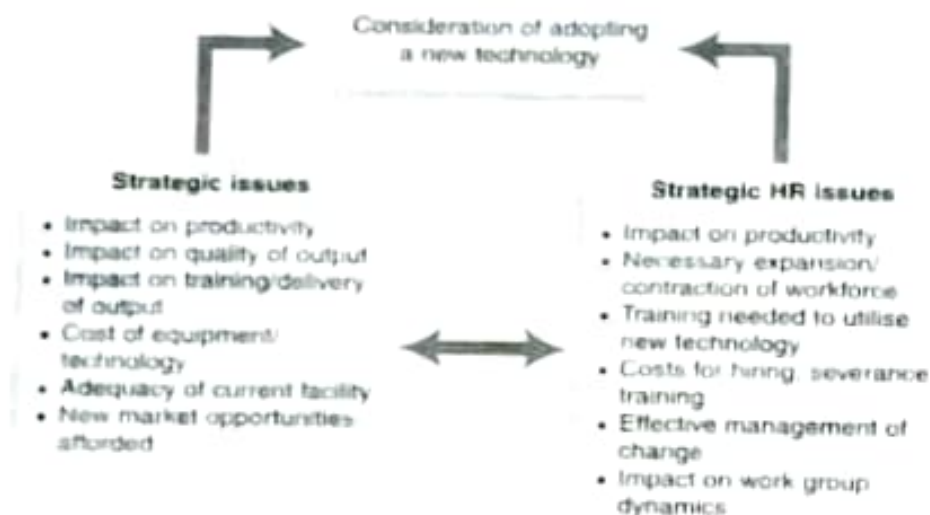 Consideration of adopting
a new technology
Strategic issues
• Impact on productivity
• Impact on quality of output
• Impact on training/delivery
of output
• Cost of equipment/
technology
• Adequacy of current facility
• New market opportunities
afforded
Strategic HR issues
• Impact on productivity
• Necessary expansion/
contraction of workforce
• Training needed to utilise
new technology
• Costs for hiring, severance
training
• Effective management of
change
• Impact on work group
dynamics